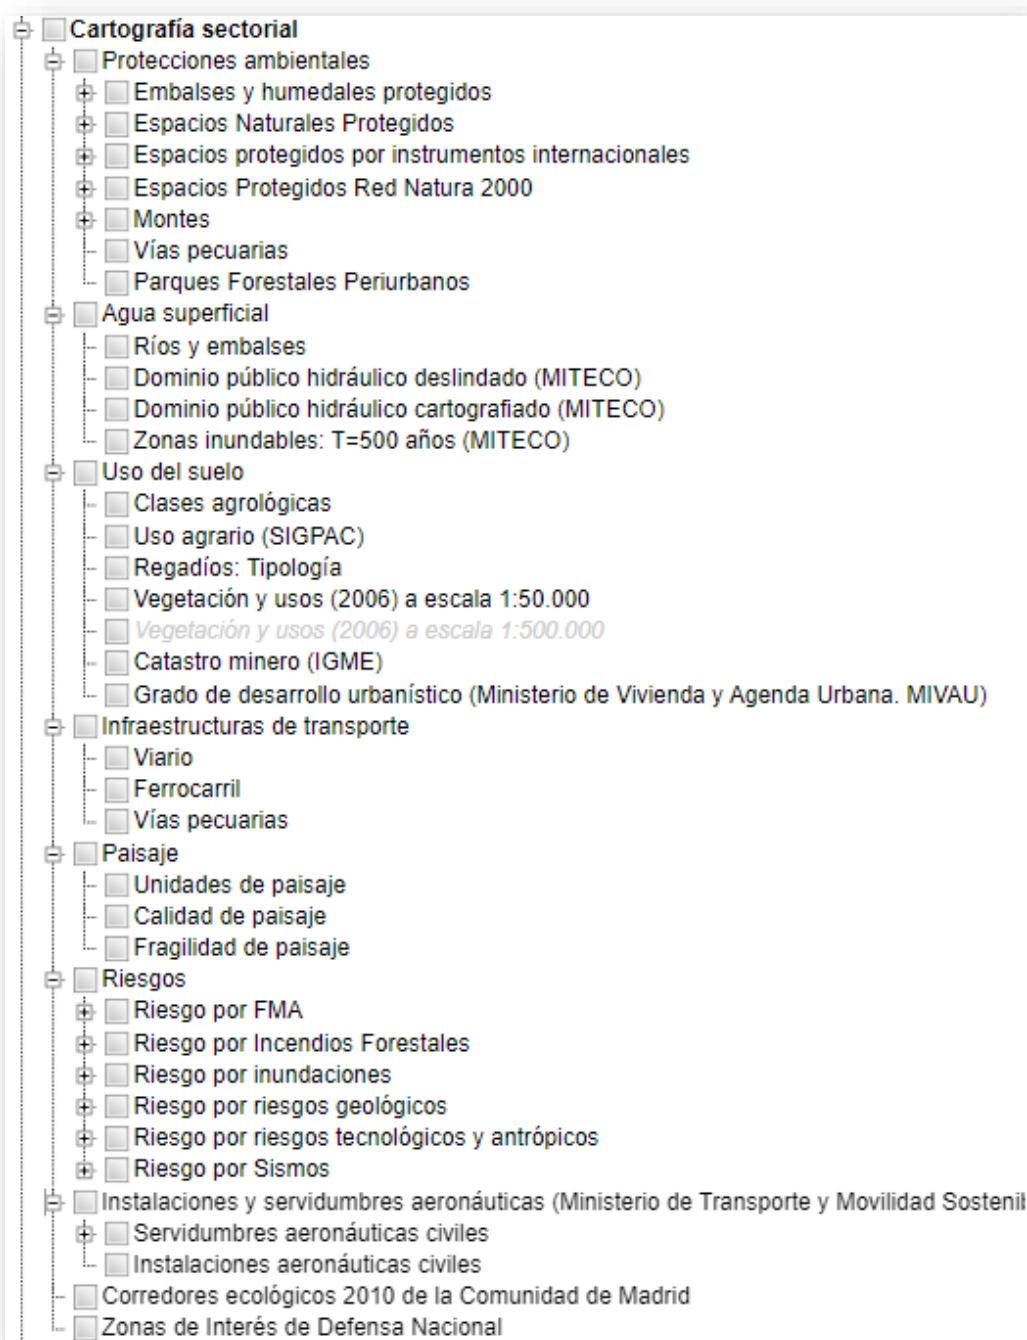 Cartografía sectorial
Protecciones ambientales
Embalses y humedales protegidos
Espacios Naturales Protegidos
Espacios protegidos por instrumentos internacionales
Espacios Protegidos Red Natura 2000
Montes
Vías pecuarias
Parques Forestales Periurbanos
Agua superficial
Ríos y embalses
Dominio público hidráulico deslindado (MITECO)
Dominio público hidráulico cartografiado (MITECO)
Zonas inundables: T=500 años (MITECO)
Uso del suelo
Clases agrológicas
Uso agrario (SIGPAC)
Regadíos: Tipología
Vegetación y usos (2006) a escala 1:50.000
Vegetación y usos (2006) a escala 1:500.000
Catastro minero (IGME)
Grado de desarrollo urbanístico (Ministerio de Vivienda y Agenda Urbana. MIVAU)
Infraestructuras de transporte
Viario
Ferrocarril
Vías pecuarias
Paisaje
Unidades de paisaje
Calidad de paisaje
Fragilidad de paisaje
Riesgos
Riesgo por FMA
Riesgo por Incendios Forestales
Riesgo por inundaciones
Riesgo por riesgos geológicos
Riesgo por riesgos tecnológicos y antrópicos
Riesgo por Sismos
Instalaciones y servidumbres aeronáuticas (Ministerio de Transporte y Movilidad Sostenil
Servidumbres aeronáuticas civiles
Instalaciones aeronáuticas civiles
Corredores ecológicos 2010 de la Comunidad de Madrid
Zonas de Interés de Defensa Nacional